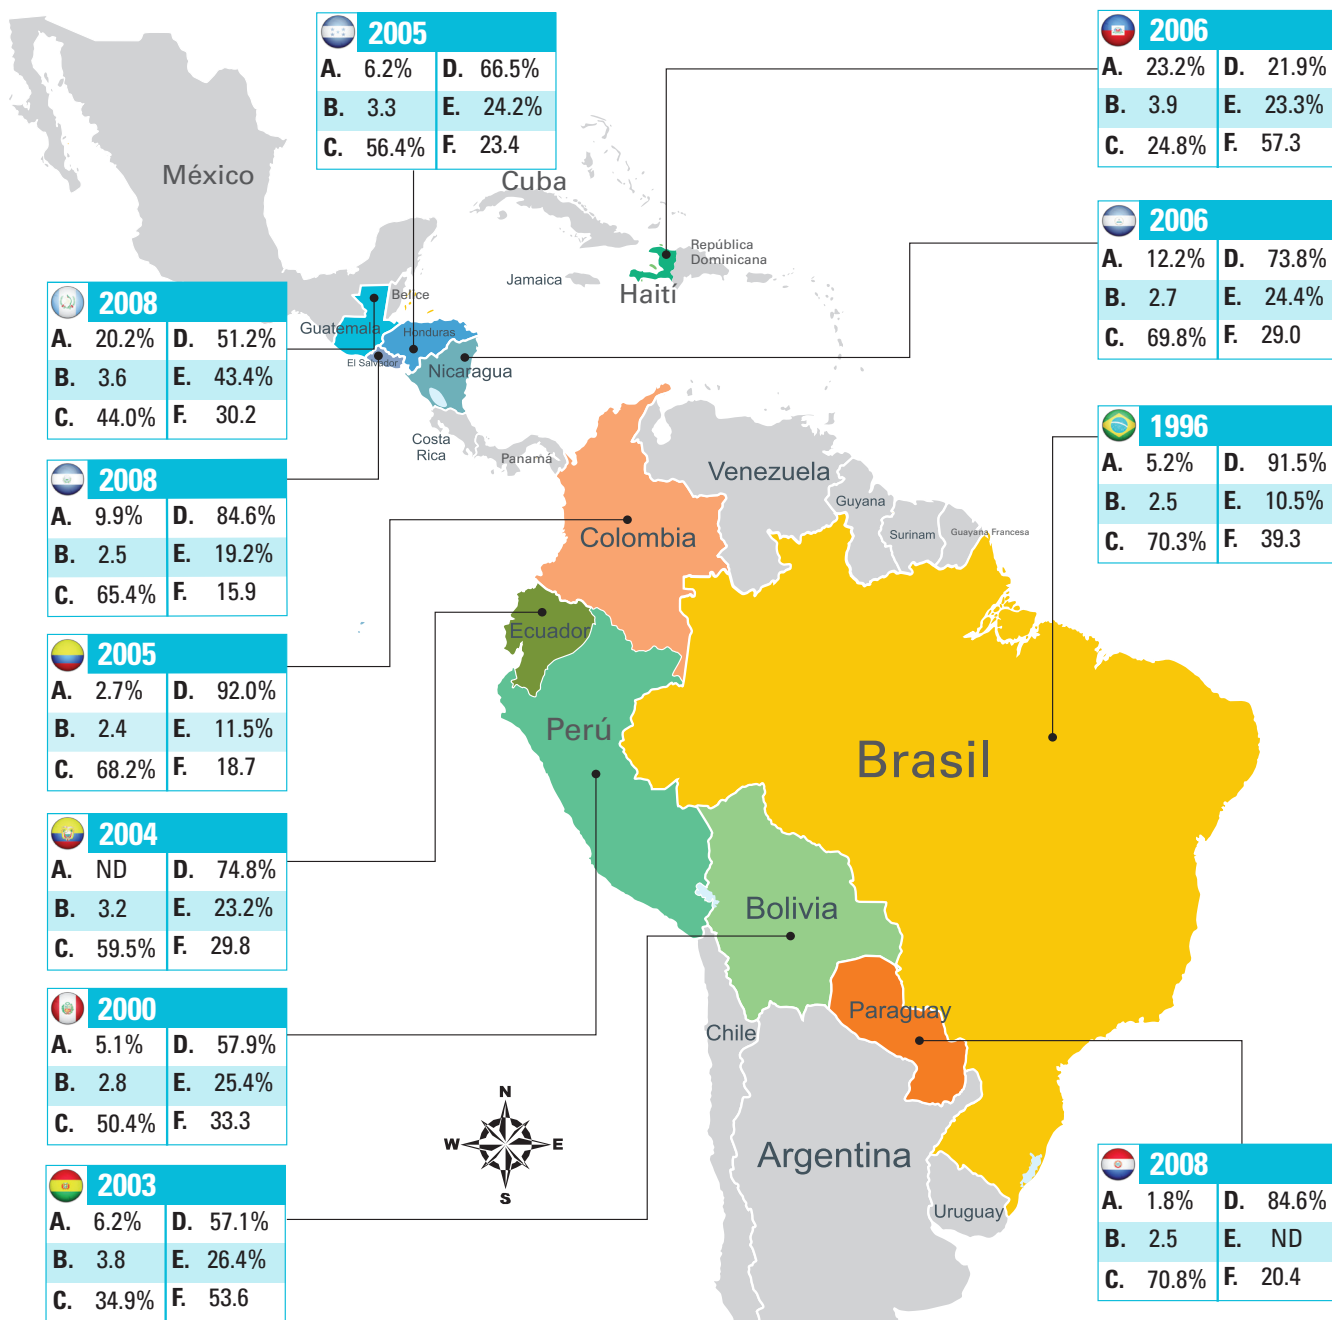 2005
A. 6.2% D. 66.5%
B. 3.3 E. 24.2%
C. 56.4% F. 23.4
2006
A. 23.2% D. 21.9%
B. 3.9 E. 23.3%
C. 24.8% F. 57.3
2006
A. 12.2% D. 73.8%
B. 2.7 E. 24.4%
C. 69.8% F. 29.0
2008
A. 20.2% D. 51.2%
B. 3.6 E. 43.4%
C. 44.0% F. 30.2
1996
A. 5.2% D. 91.5%
B. 2.5 E. 10.5%
C. 70.3% F. 39.3
2008
A. 9.9% D. 84.6%
B. 2.5 E. 19.2%
C. 65.4% F. 15.9
2005
A. 2.7% D. 92.0%
B. 2.4 E. 11.5%
C. 68.2% F. 18.7
2004
A. ND D. 74.8%
B. 3.2 E. 23.2%
C. 59.5% F. 29.8
2000
A. 5.1% D. 57.9%
B. 2.8 E. 25.4%
C. 50.4% F. 33.3
2003
A. 6.2% D. 57.1%
B. 3.8 E. 26.4%
C. 34.9% F. 53.6
2008
A. 1.8% D. 84.6%
B. 2.5 E. ND
C. 70.8% F. 20.4
México
Cuba
República
Dominicana
Jamaica
Haití
Belice
Guatemala
Honduras
El Salvador
Nicaragua
Costa
Rica
Panamá
Venezuela
Guyana
Surinam
Guayana Francesa
Colombia
Ecuador
Perú
Brasil
Bolivia
Paraguay
Chile
Argentina
Uruguay
N
W
E
S